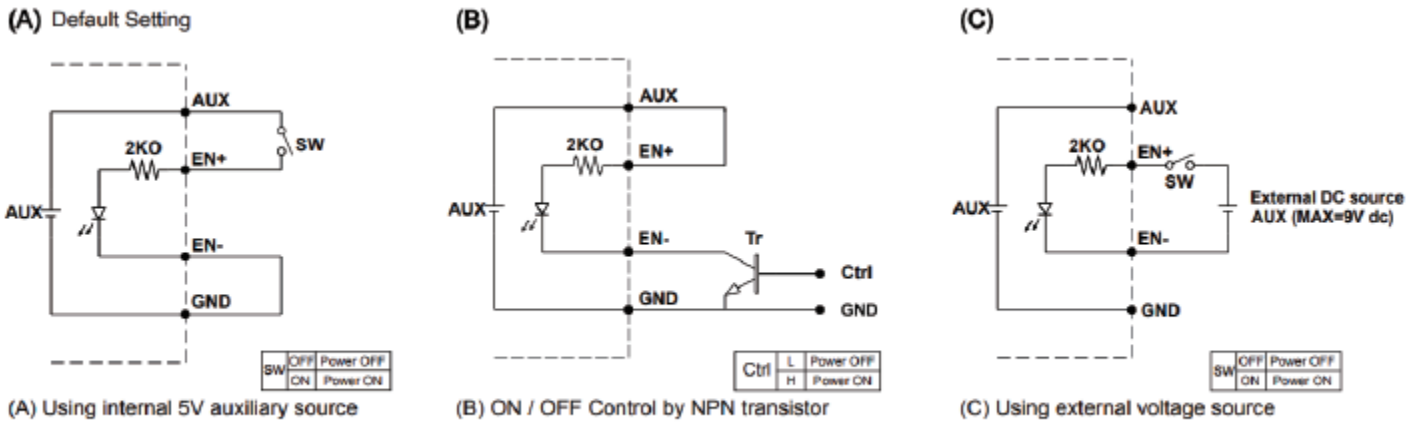 (A) Default Setting
AUX
2KO
EN+
SW
AUX
EN-
GND
SW OFF Power OFF
ON Power ON
(A) Using internal 5V auxiliary source
(B)
AUX
2KO
EN+
AUX
EN-
Tr
Ctrl
GND
GND
Ctrl L Power OFF
H Power ON
(B) ON / OFF Control by NPN transistor
(C)
AUX
2KO
EN+
SW
AUX
External DC source
AUX (MAX=9V dc)
EN-
GND
SW OFF Power OFF
ON Power ON
(C) Using external voltage source